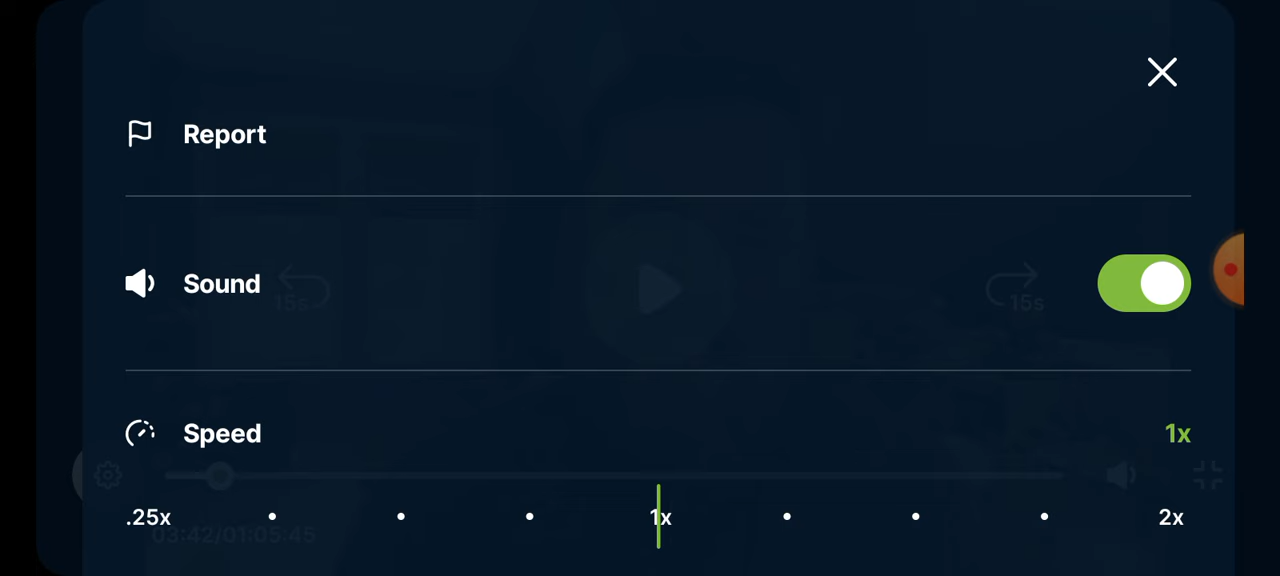 Report
Sound
15s
15s
Speed
1x
.25x
1x
2x
03:42/01:05:45